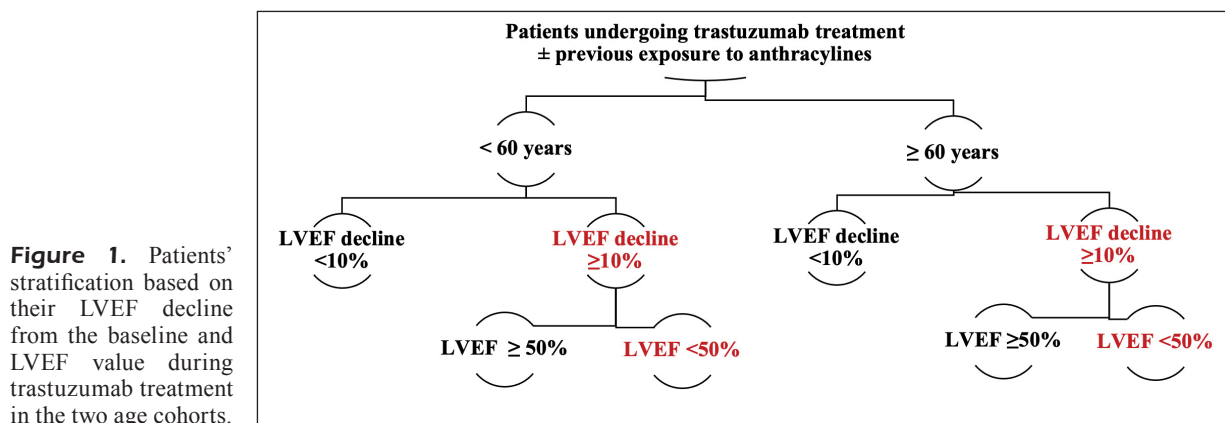 Patients undergoing trastuzumab treatment
± previous exposure to anthracylines
< 60 years
≥ 60 years
LVEF decline
<10%
LVEF decline
≥10%
LVEF decline
<10%
LVEF decline
≥10%
LVEF ≥ 50%
LVEF <50%
LVEF ≥50%
LVEF <50%
Figure 1. Patients'
stratification based on
their LVEF decline
from the baseline and
LVEF value during
trastuzumab treatment
in the two age cohorts.